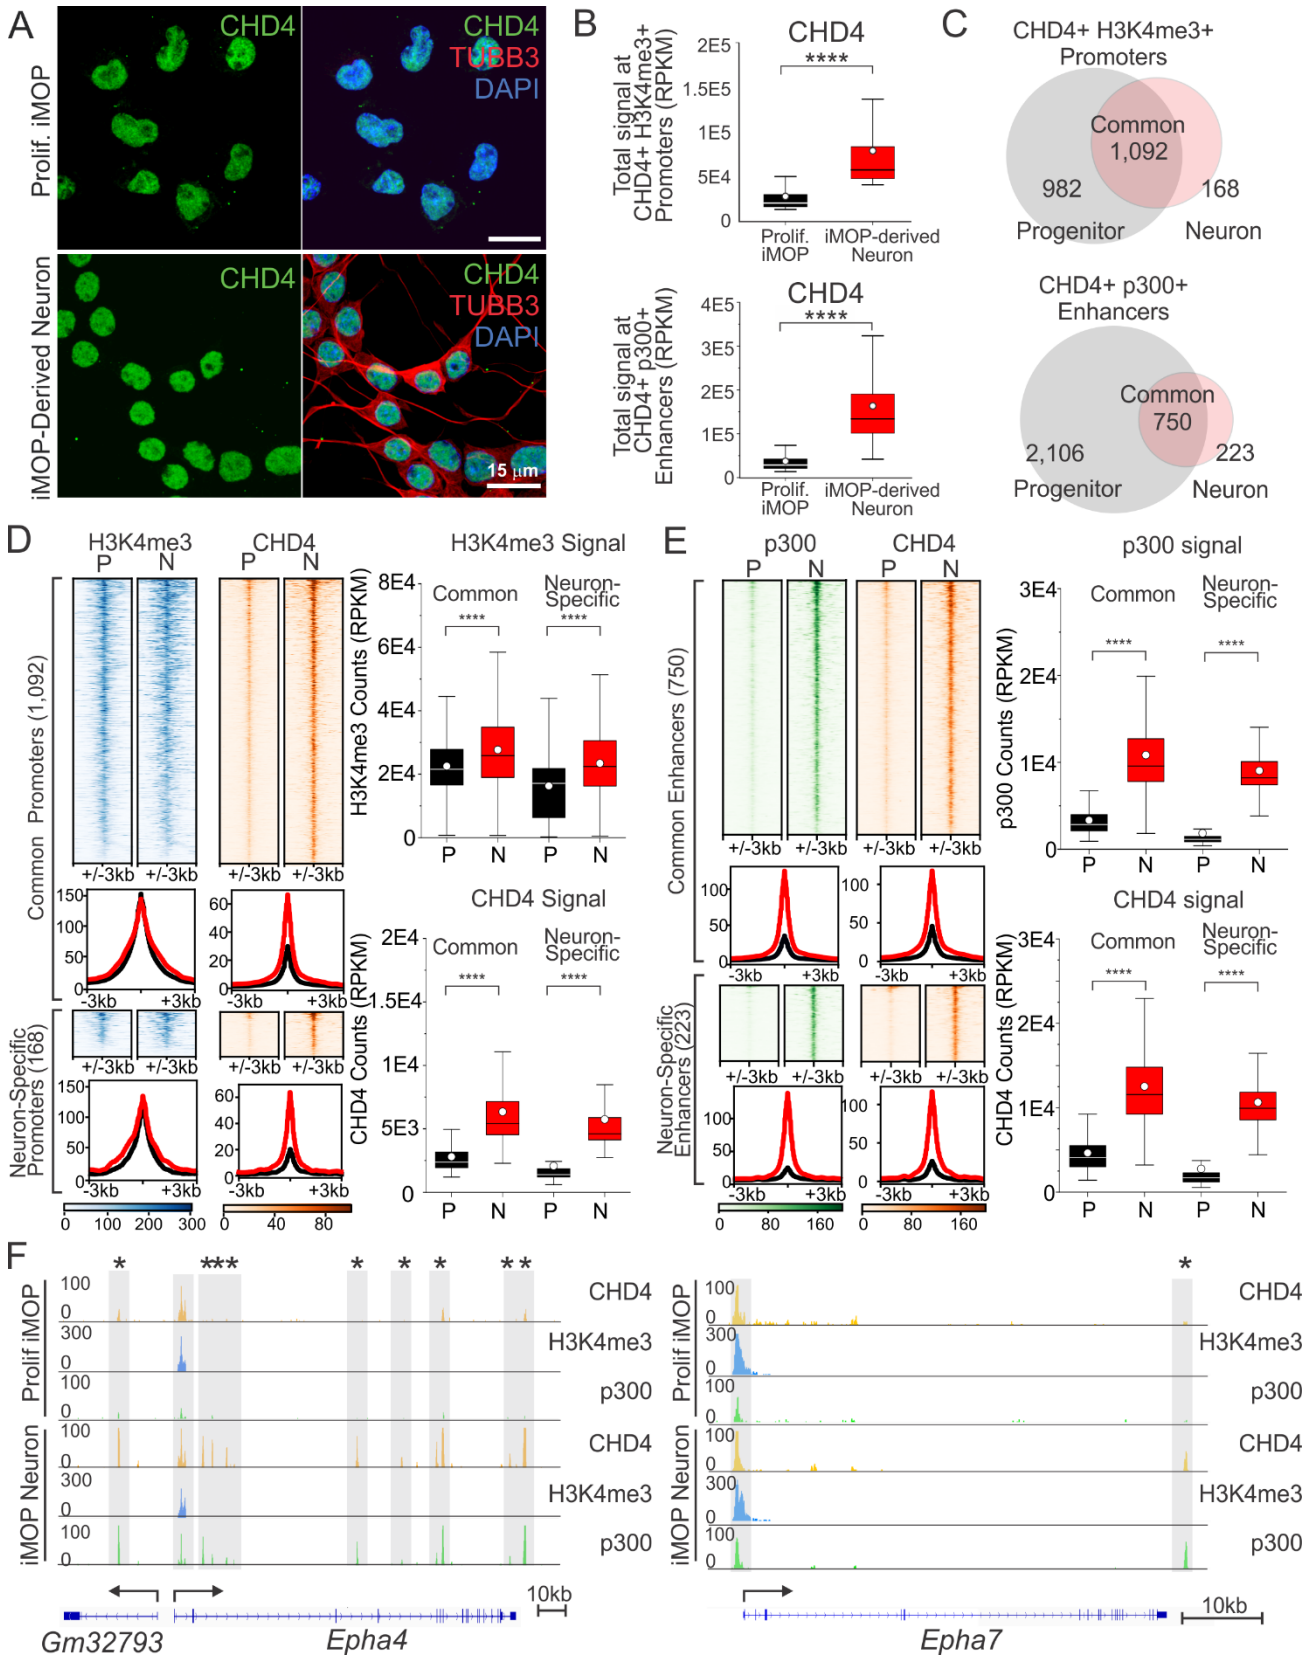 A
CHD4
CHD4
TUBB3
DAPI
Prolif. iMOP
CHD4
CHD4
TUBB3
DAPI
iMOP-Derived Neuron
15 µm
B
CHD4
Total signal at
CHD4+ H3K4me3+
Promoters (RPKM)
2E5
1.5E5
1E5
5E4
0
****
Prolif.
iMOP
iMOP-derived
Neuron
CHD4
Total signal at
CHD4+ p300+
Enhancers (RPKM)
4E5
3E5
2E5
1E5
0
****
Prolif.
iMOP
iMOP-derived
Neuron
C
CHD4+ H3K4me3+
Promoters
Common
1,092
982
168
Progenitor
Neuron
CHD4+ p300+
Enhancers
Common
750
2,106
223
Progenitor
Neuron
D
H3K4me3
CHD4
P N P N
Common Promoters (1,092)
+/-3kb +/-3kb +/-3kb +/-3kb
150
100
50
0
-3kb +3kb
60
40
20
0
-3kb +3kb
Neuron-Specific
Promoters (168)
+/-3kb +/-3kb +/-3kb +/-3kb
150
100
50
0
-3kb +3kb
60
40
20
0
-3kb +3kb
0 100 200 300
0 40 80
H3K4me3 Signal
H3K4me3 Counts (RPKM)
8E4
6E4
4E4
2E4
0
Common
Neuron-
Specific
**** ****
P N P N
CHD4 Signal
CHD4 Counts (RPKM)
2E4
1.5E4
1E4
5E3
0
Common
Neuron-
Specific
**** ****
P N P N
E
p300
CHD4
P N P N
Common Enhancers (750)
+/-3kb +/-3kb +/-3kb +/-3kb
100
50
0
-3kb +3kb
100
50
0
-3kb +3kb
Neuron-Specific
Enhancers (223)
+/-3kb +/-3kb +/-3kb +/-3kb
100
50
0
-3kb +3kb
100
50
0
-3kb +3kb
0 80 160
0 80 160
p300 signal
p300 Counts (RPKM)
3E4
2E4
1E4
0
Common
Neuron-
Specific
**** ****
P N P N
CHD4 signal
CHD4 Counts (RPKM)
3E4
2E4
1E4
0
Common
Neuron-
Specific
**** ****
P N P N
F
* *** * * * * *
Prolif iMOP
100
0
CHD4
300
0
H3K4me3
100
0
p300
iMOP Neuron
100
0
CHD4
300
0
H3K4me3
100
0
p300
10kb
Gm32793
Epha4
*
Prolif iMOP
100
0
CHD4
300
0
H3K4me3
100
0
p300
iMOP Neuron
100
0
CHD4
300
0
H3K4me3
100
0
p300
10kb
Epha7